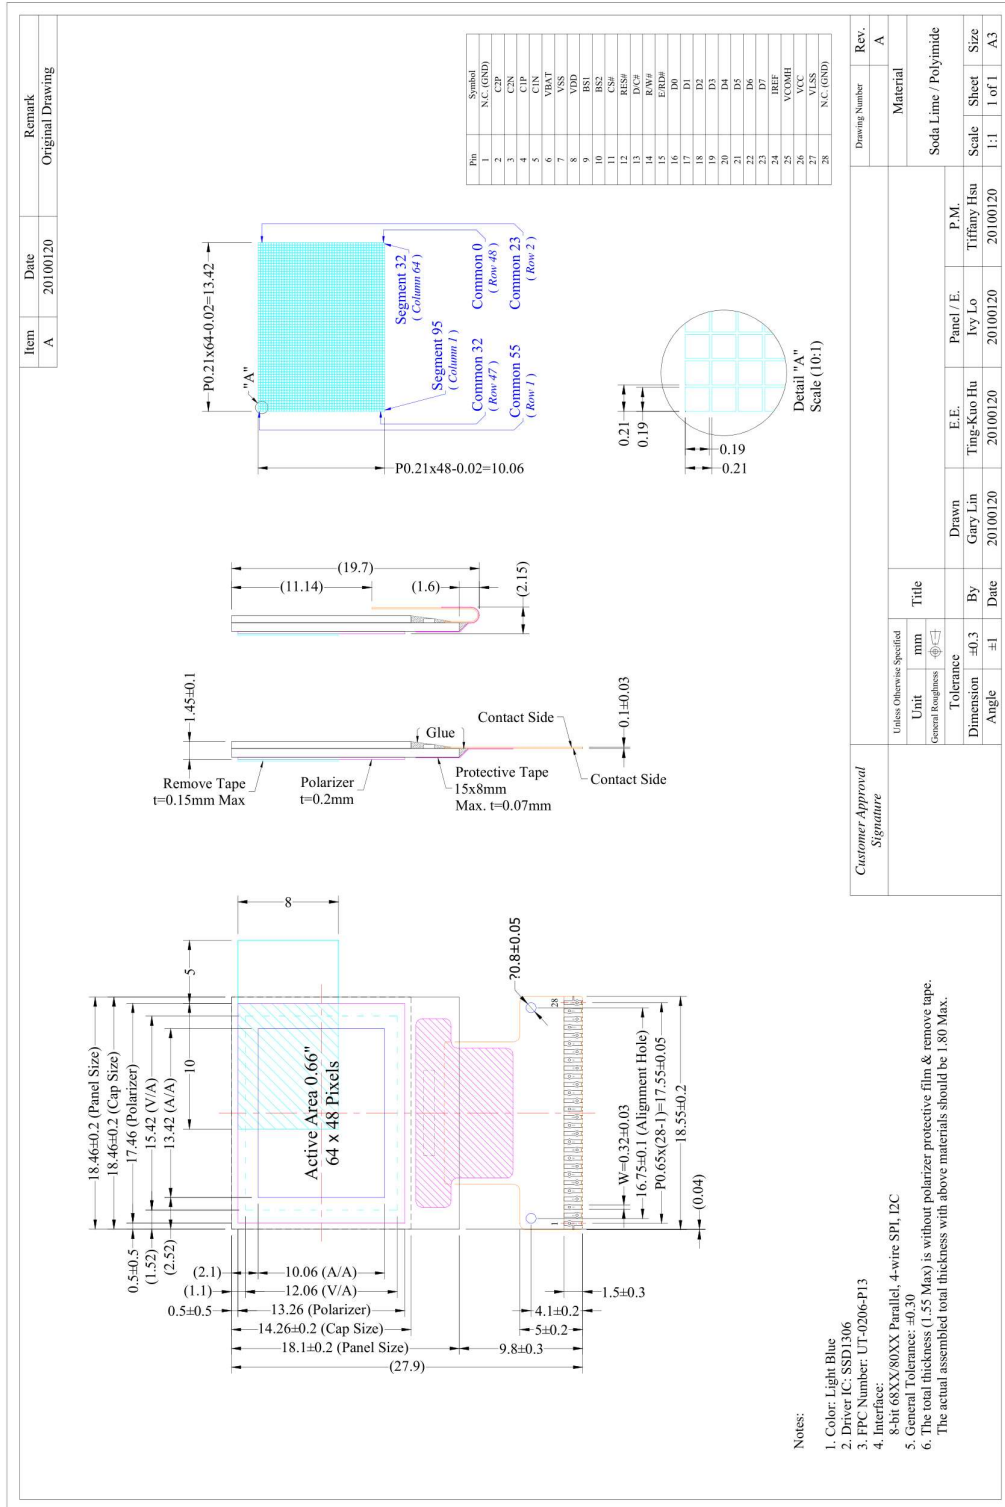 Item Date Remark
A 20100120 Original Drawing
18.46±0.2 (Panel Size)
18.46±0.2 (Cap Size)
17.46 (Polarizer)
15.42 (V/A)
13.42 (A/A)
0.5±0.5
(1.52)
(2.52)
10
5
8
Active Area 0.66"
64 x 48 Pixels
(2.1)
10.06 (A/A)
(1.1)
12.06 (V/A)
0.5±0.5
13.26 (Polarizer)
14.26±0.2 (Cap Size)
18.1±0.2 (Panel Size)
(27.9)
9.8±0.3
5±0.2
4.1±0.2
1.5±0.3
1
28
?0.8±0.05
W=0.32±0.03
16.75±0.1 (Alignment Hole)
P0.65x(28-1)=17.55±0.05
18.55±0.2
(0.04)
1.45±0.1
Remove Tape
t=0.15mm Max
Polarizer
t=0.2mm
Glue
Protective Tape
15x8mm
Max. t=0.07mm
Contact Side
Contact Side
0.1±0.03
(19.7)
(11.14)
(1.6)
(2.15)
P0.21x64-0.02=13.42
"A"
P0.21x48-0.02=10.06
Segment 32
( Column 64 )
Segment 95
( Column 1 )
Common 32
( Row 47 )
Common 55
( Row 1 )
Common 0
( Row 48 )
Common 23
( Row 2 )
0.21
0.19
0.19
0.21
Detail "A"
Scale (10:1)
Pin Symbol
1 N.C. (GND)
2 C2P
3 C2N
4 C1P
5 C1N
6 VBAT
7 VSS
8 VDD
9 BS1
10 BS2
11 CS#
12 RES#
13 D/C#
14 R/W#
15 E/RD#
16 D0
17 D1
18 D2
19 D3
20 D4
21 D5
22 D6
23 D7
24 IREF
25 VCOMH
26 VCC
27 VLSS
28 N.C. (GND)
Notes:
1. Color: Light Blue
2. Driver IC: SSD1306
3. FPC Number: UT-0206-P13
4. Interface:
8-bit 68XX/80XX Parallel, 4-wire SPI, I2C
5. General Tolerance: ±0.30
6. The total thickness (1.55 Max) is without polarizer protective film & remove tape.
The actual assembled total thickness with above materials should be 1.80 Max.
Customer Approval
Signature
Unless Otherwise Specified
Unit mm
General Roughness
Tolerance
Dimension ±0.3
Angle ±1
Title
Drawing Number Rev.
A
Material
Soda Lime / Polyimide
Drawn E.E. Panel / E. P.M.
By Gary Lin Ting-Kuo Hu Ivy Lo Tiffany Hsu
Date 20100120 20100120 20100120 20100120
Scale Sheet Size
1:1 1 of 1 A3